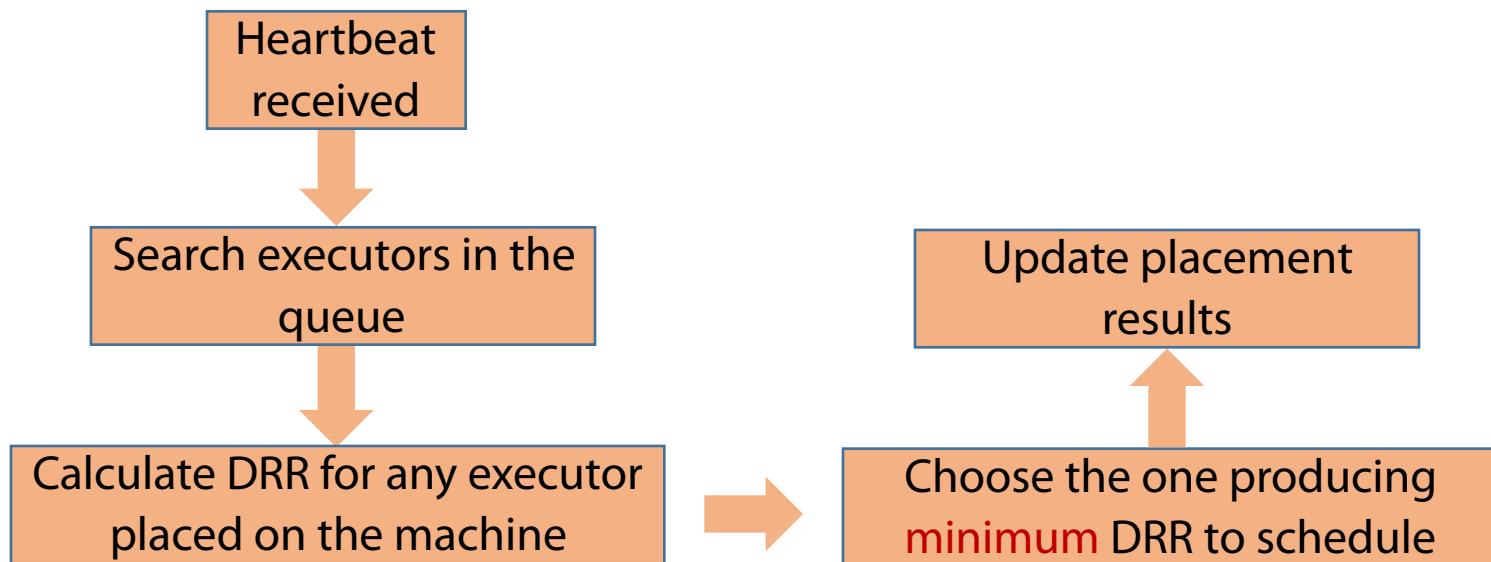 Heartbeat
received
Search executors in the
queue
Calculate DRR for any executor
placed on the machine
Choose the one producing
minimum DRR to schedule
Update placement
results